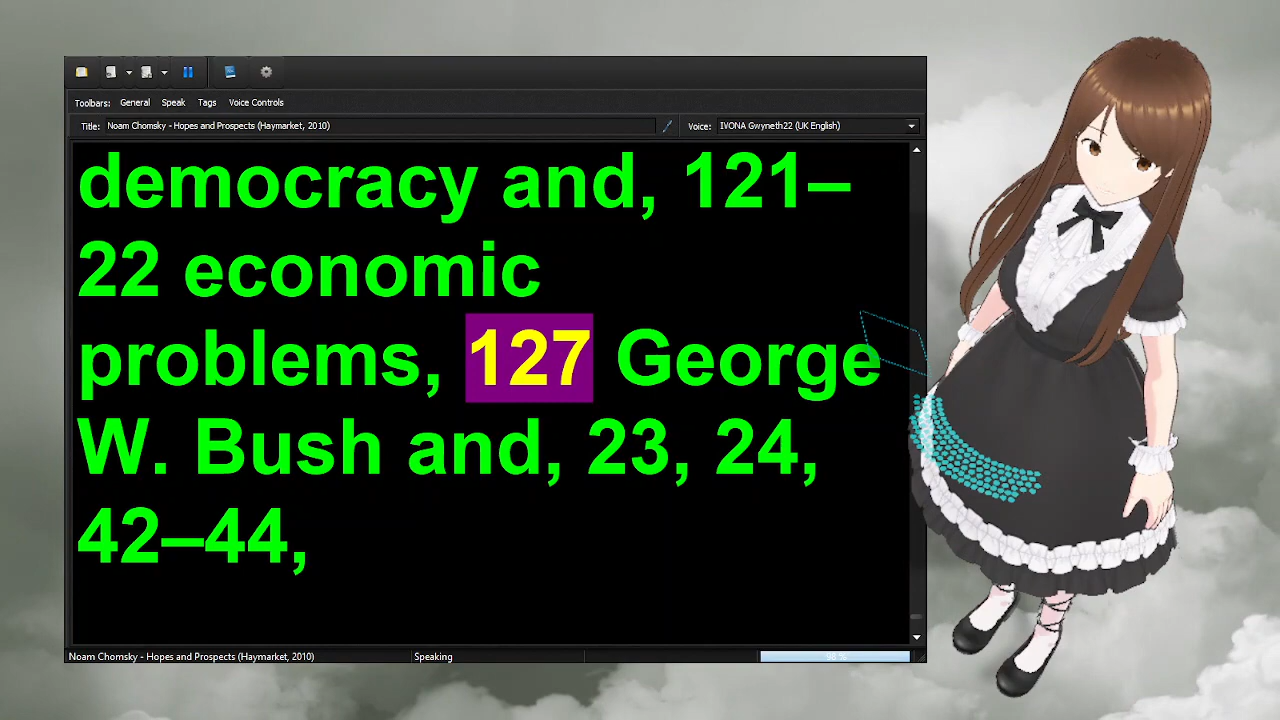 Toolbars: General Speak Tags Voice Controls
Title: Noam Chomsky - Hopes and Prospects (Haymarket, 2010) Voice: IVONA Gwyneth22 (UK English)
democracy and, 121–
22 economic
problems, 127 George
W. Bush and, 23, 24,
42–44,
Noam Chomsky - Hopes and Prospects (Haymarket, 2010) Speaking 98 %